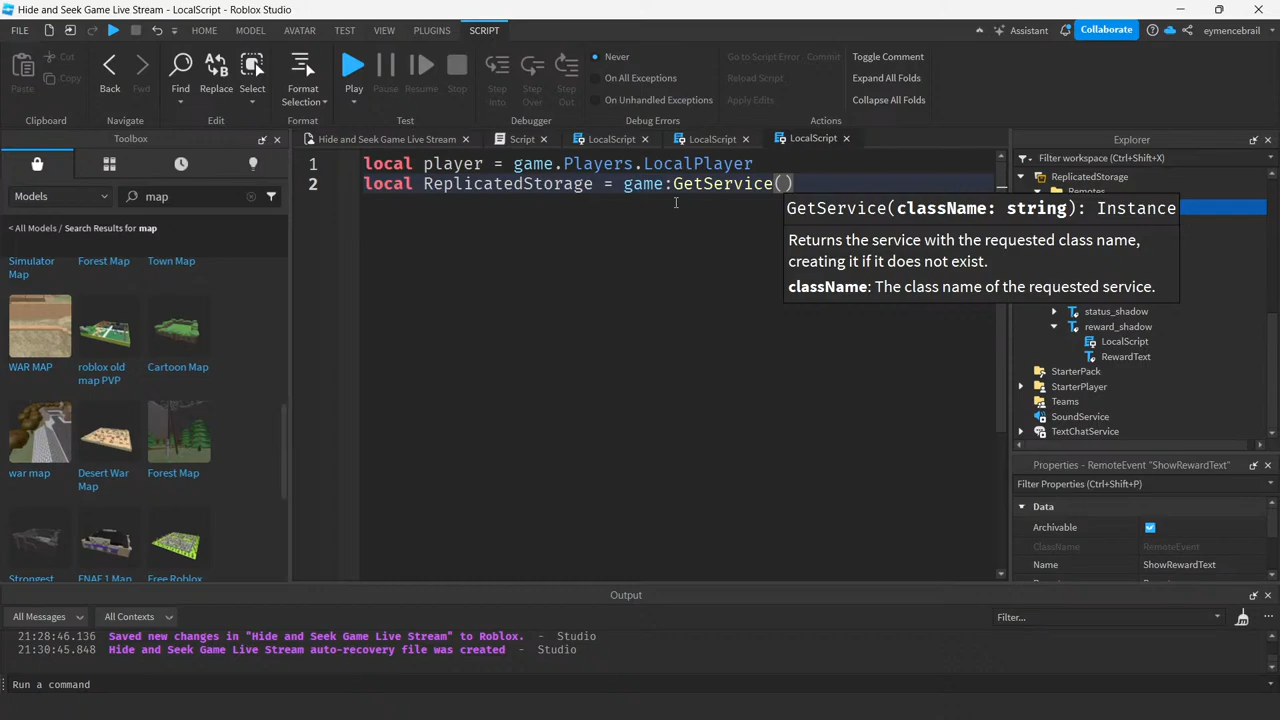 Hide and Seek Game Live Stream - LocalScript - Roblox Studio
FILE HOME MODEL AVATAR TEST VIEW PLUGINS SCRIPT Assistant Collaborate eymencebrail
Paste Cut Copy Back Fwd Find Replace Select Format Selection Play Pause Resume Stop Step Into Step Over Step Out
Never
On All Exceptions
On Unhandled Exceptions
Go to Script Error Commit
Reload Script
Apply Edits
Toggle Comment
Expand All Folds
Collapse All Folds
Clipboard Navigate Edit Format Test Debugger Debug Errors Actions
Toolbox
Models map
< All Models / Search Results for map
Simulator Map
Forest Map
Town Map
WAR MAP
roblox old map PVP
Cartoon Map
war map
Desert War Map
Forest Map
Strongest
FNAF 1 Map
Free Roblox
Hide and Seek Game Live Stream Script LocalScript LocalScript LocalScript
1 local player = game.Players.LocalPlayer
2 local ReplicatedStorage = game:GetService()
GetService(className: string): Instance
Returns the service with the requested class name,
creating it if it does not exist.
className: The class name of the requested service.
Explorer
Filter workspace (Ctrl+Shift+X)
ReplicatedStorage
Remotes
status_shadow
reward_shadow
LocalScript
RewardText
StarterPack
StarterPlayer
Teams
SoundService
TextChatService
Properties - RemoteEvent "ShowRewardText"
Filter Properties (Ctrl+Shift+P)
Data
Archivable
ClassName RemoteEvent
Name ShowRewardText
Output
All Messages All Contexts Filter...
21:28:46.136 Saved new changes in "Hide and Seek Game Live Stream" to Roblox. - Studio
21:30:45.848 Hide and Seek Game Live Stream auto-recovery file was created - Studio
Run a command